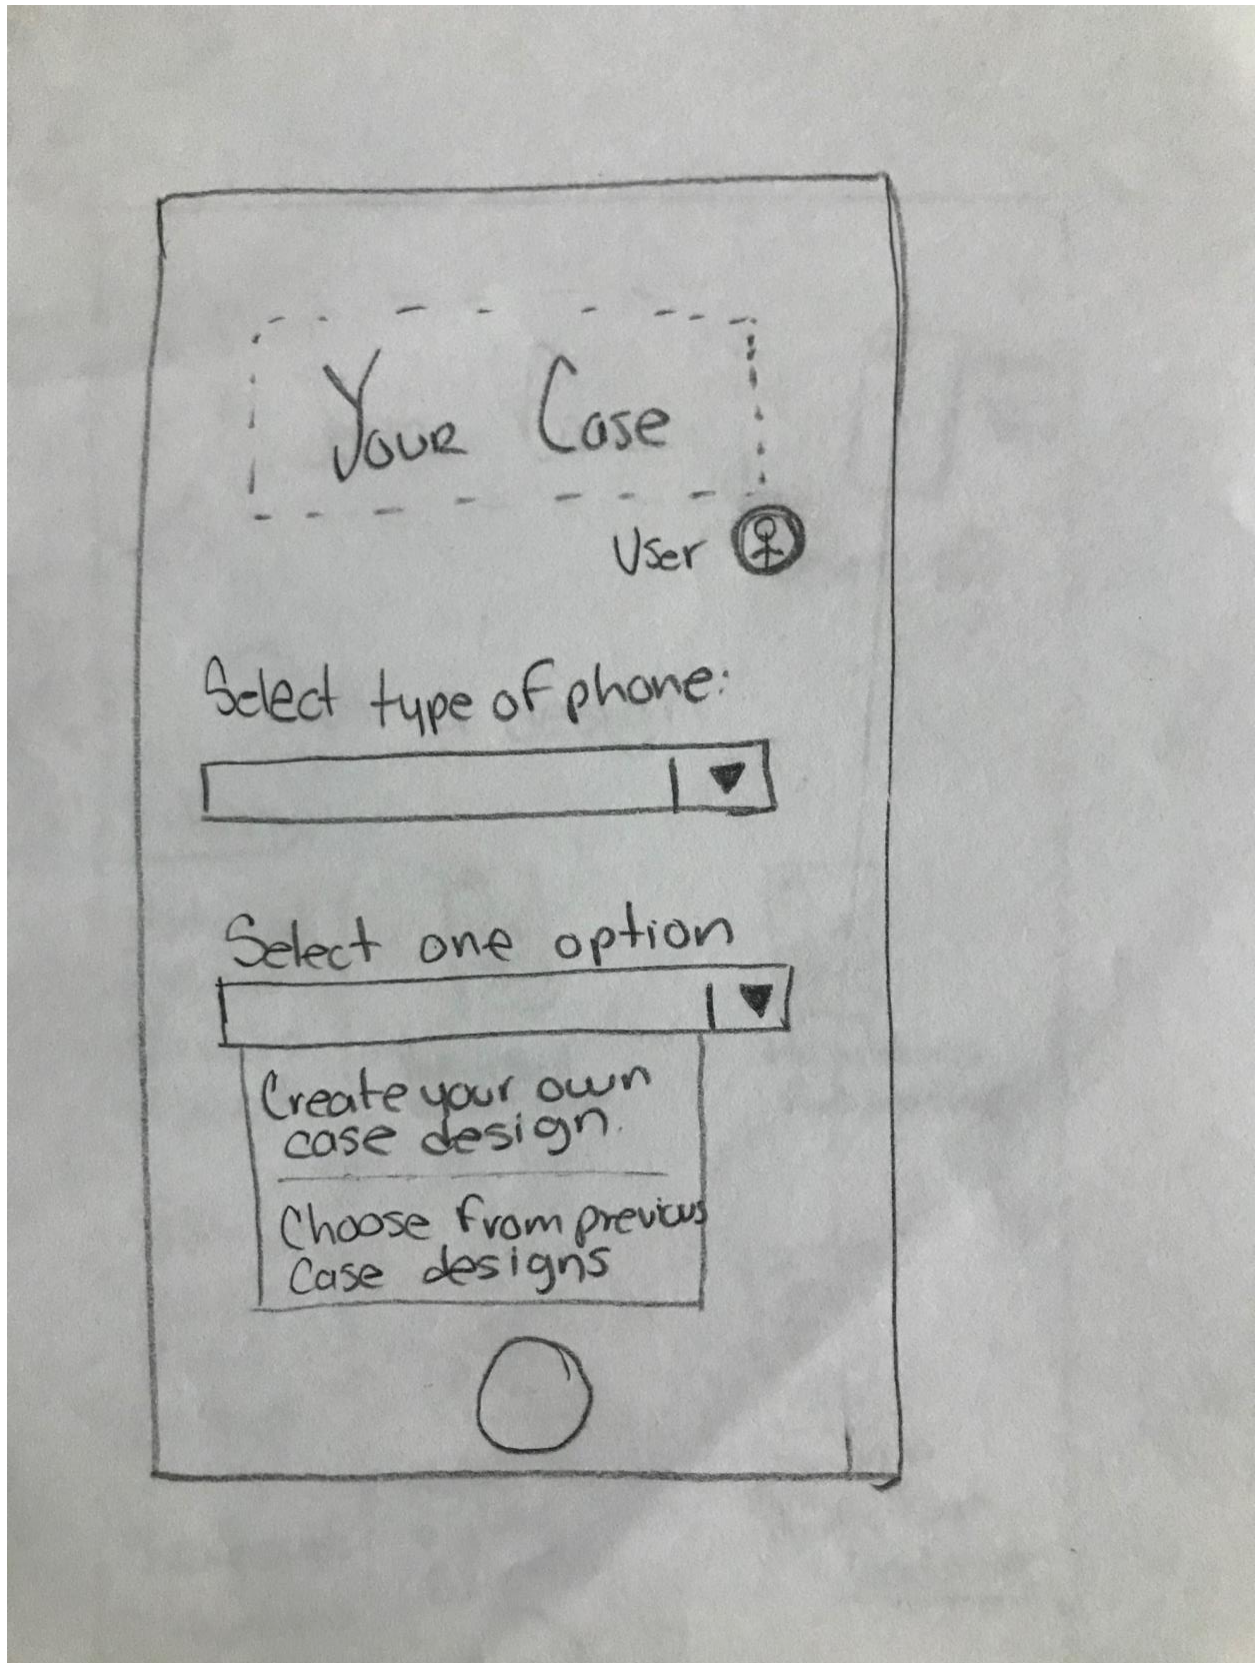 Your Case
User
Select type of phone:
Select one option
Create your own
case design.
Choose from previous
Case designs